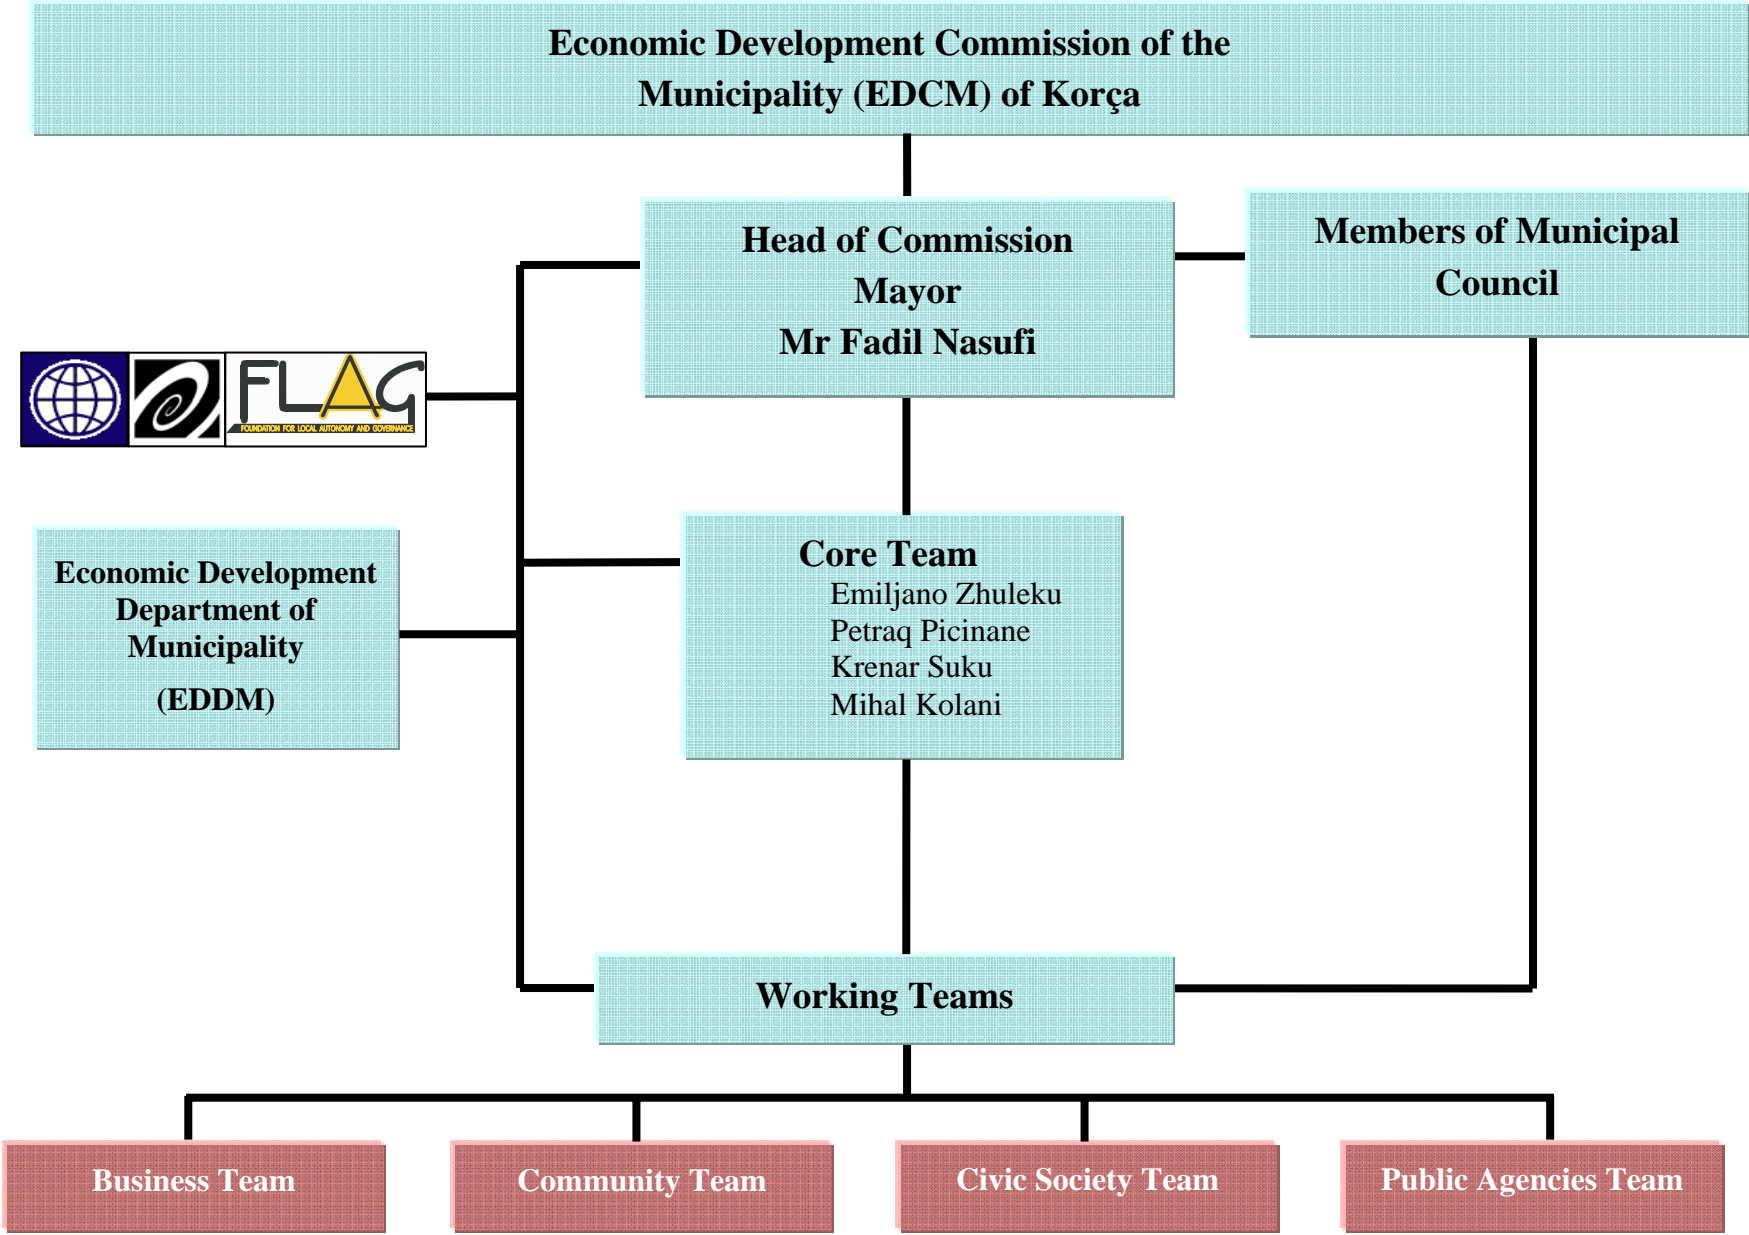 Economic Development Commission of the
Municipality (EDCM) of Korça
Head of Commission
Mayor
Mr Fadil Nasufi
Members of Municipal
Council
FLAG
FOUNDATION FOR LOCAL AUTONOMY AND GOVERNANCE
Economic Development
Department of
Municipality
(EDDM)
Core Team
Emiljano Zhuleku
Petraq Picinane
Krenar Suku
Mihal Kolani
Working Teams
Business Team
Community Team
Civic Society Team
Public Agencies Team